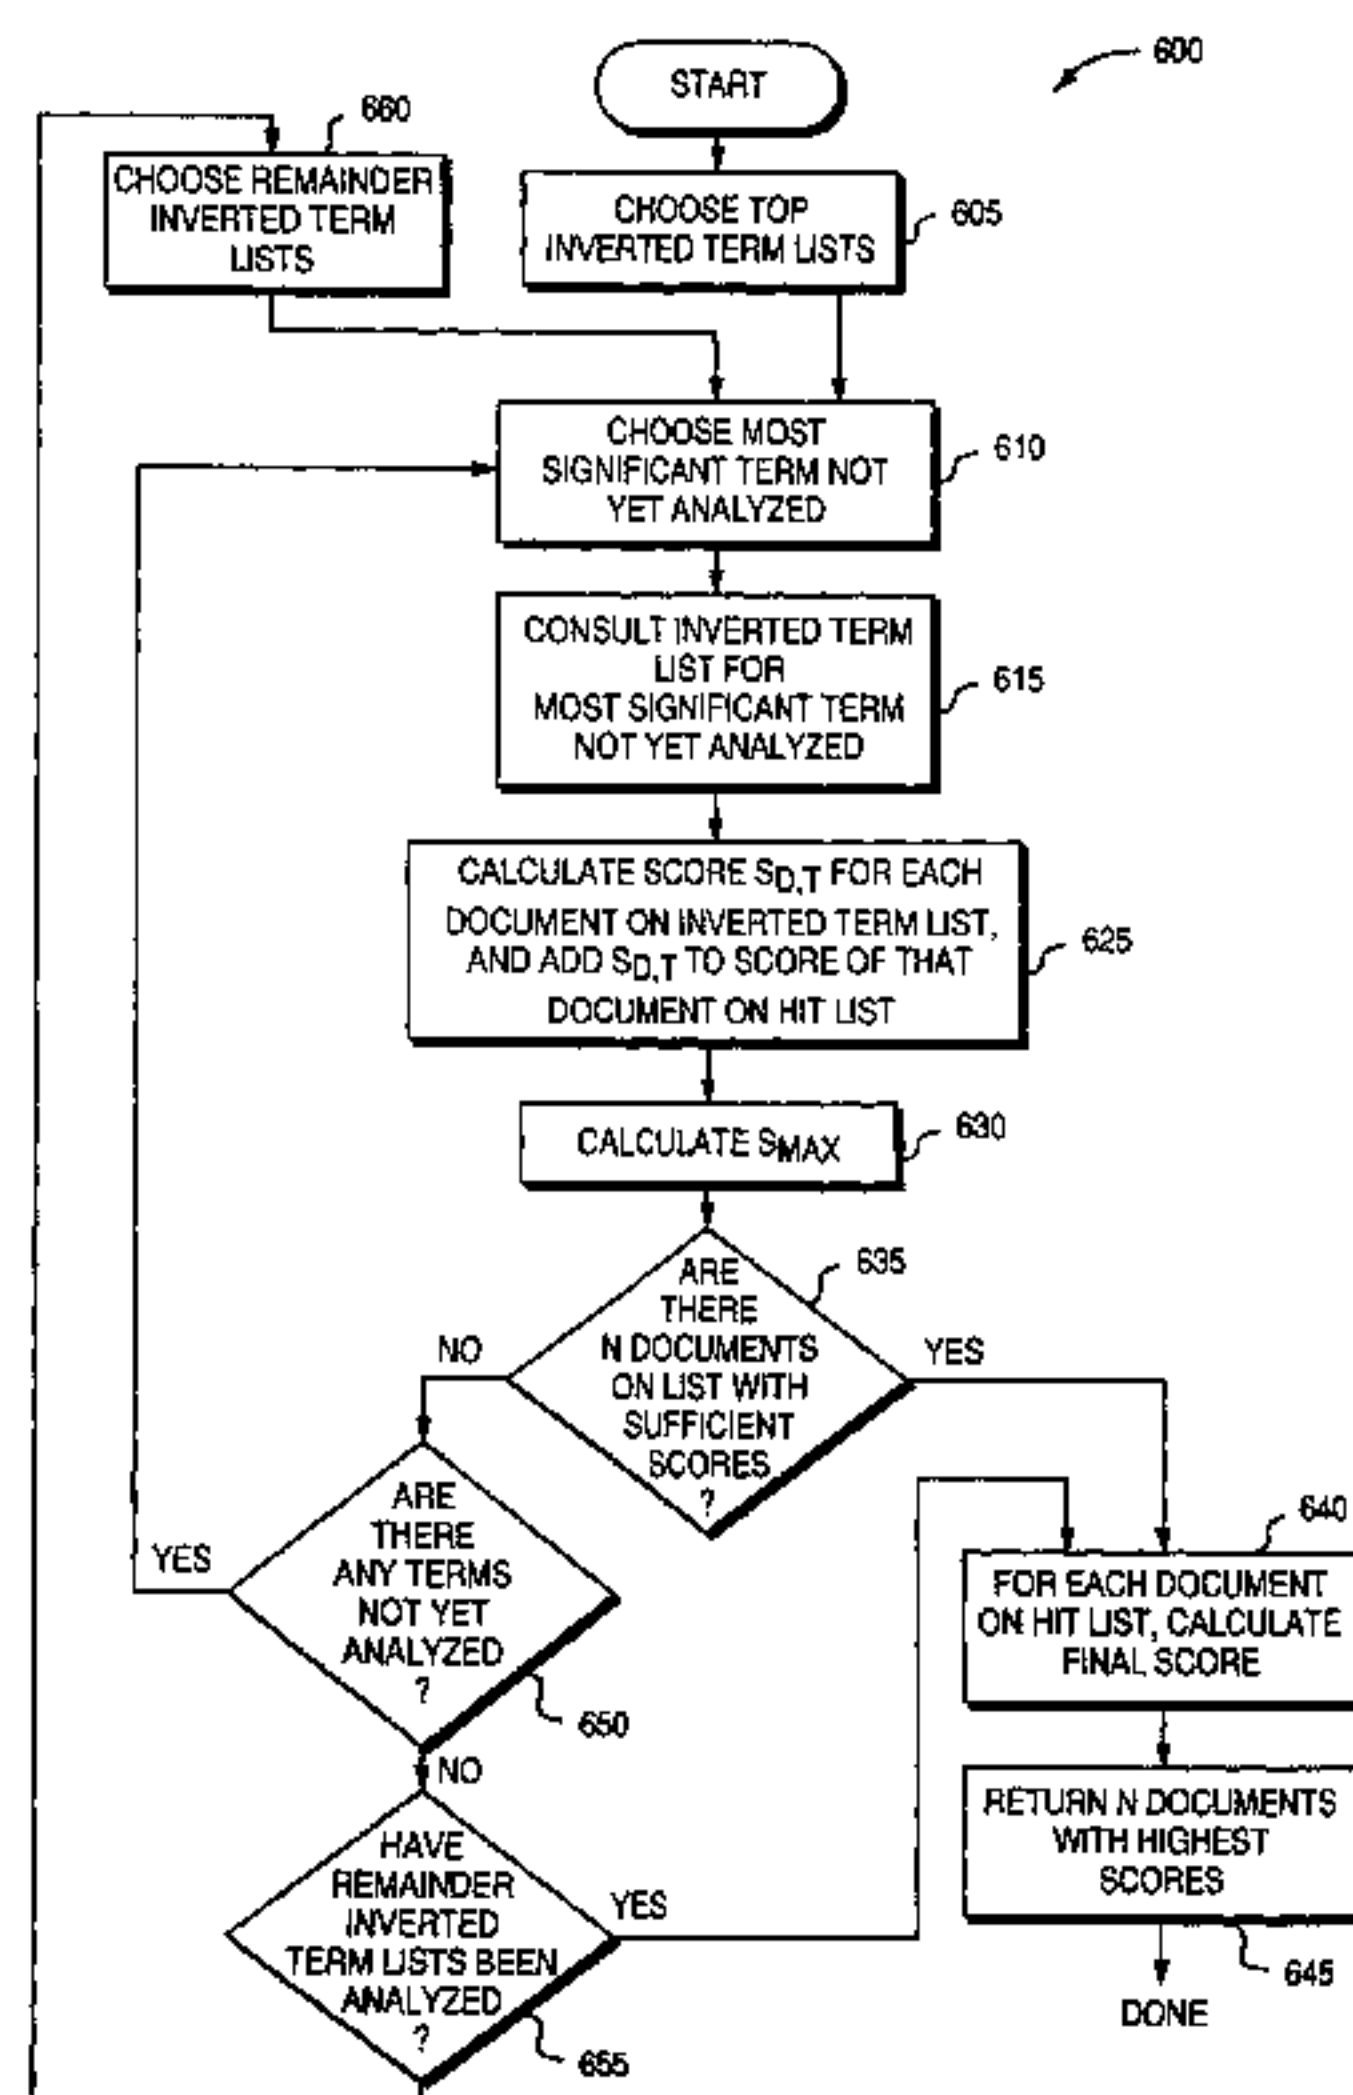 600
START
660
CHOOSE REMAINDER
INVERTED TERM
LISTS
CHOOSE TOP
INVERTED TERM LISTS
605
CHOOSE MOST
SIGNIFICANT TERM NOT
YET ANALYZED
610
CONSULT INVERTED TERM
LIST FOR
MOST SIGNIFICANT TERM
NOT YET ANALYZED
615
CALCULATE SCORE SD,T FOR EACH
DOCUMENT ON INVERTED TERM LIST,
AND ADD SD,T TO SCORE OF THAT
DOCUMENT ON HIT LIST
625
CALCULATE SMAX
630
ARE
THERE
N DOCUMENTS
ON LIST WITH
SUFFICIENT
SCORES
?
635
NO
YES
ARE
THERE
ANY TERMS
NOT YET
ANALYZED
?
YES
650
NO
640
FOR EACH DOCUMENT
ON HIT LIST, CALCULATE
FINAL SCORE
RETURN N DOCUMENTS
WITH HIGHEST
SCORES
645
DONE
HAVE
REMAINDER
INVERTED
TERM LISTS BEEN
ANALYZED
?
YES
655